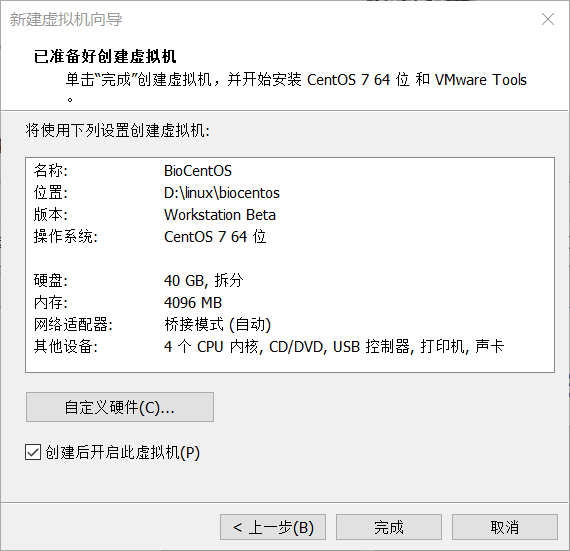 新建虚拟机向导
已准备好创建虚拟机
单击“完成”创建虚拟机，并开始安装 CentOS 7 64 位 和 VMware Tools
。
将使用下列设置创建虚拟机:
名称: BioCentOS
位置: D:\linux\biocentos
版本: Workstation Beta
操作系统: CentOS 7 64 位
硬盘: 40 GB, 拆分
内存: 4096 MB
网络适配器: 桥接模式 (自动)
其他设备: 4 个 CPU 内核, CD/DVD, USB 控制器, 打印机, 声卡
自定义硬件(C)...
创建后开启此虚拟机(P)
< 上一步(B) 完成 取消